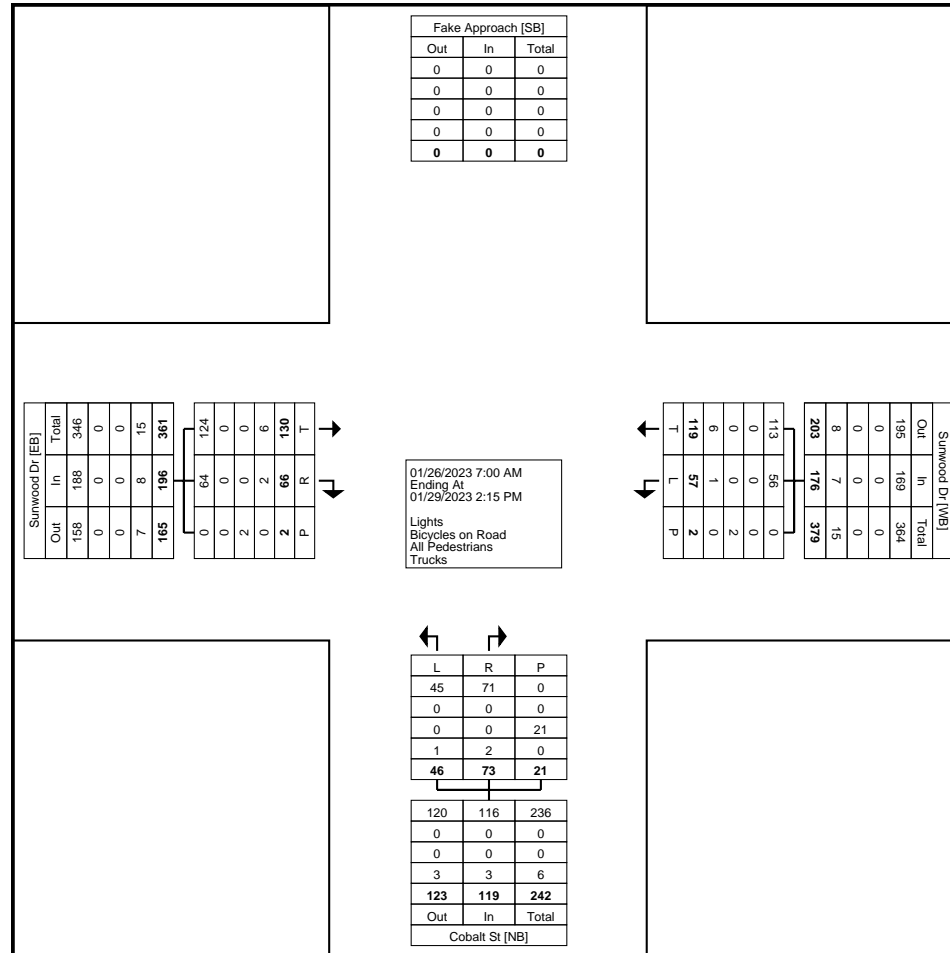 Fake Approach [SB]
Out In Total
0 0 0
0 0 0
0 0 0
0 0 0
0 0 0
Sunwood Dr [EB]
Total In Out
346 188 158
0 0 0
0 0 0
15 8 7
361 196 165
124 64 0
0 0 0
0 0 2
6 2 0
130 66 2
T R P
01/26/2023 7:00 AM
Ending At
01/29/2023 2:15 PM
Lights
Bicycles on Road
All Pedestrians
Trucks
Sunwood Dr [WB]
Out In Total
195 169 364
0 0 0
0 0 0
8 7 15
203 176 379
113 56 0
0 0 0
0 0 2
6 1 0
119 57 2
T L P
L R P
45 71 0
0 0 0
0 0 21
1 2 0
46 73 21
120 116 236
0 0 0
0 0 0
3 3 6
123 119 242
Out In Total
Cobalt St [NB]